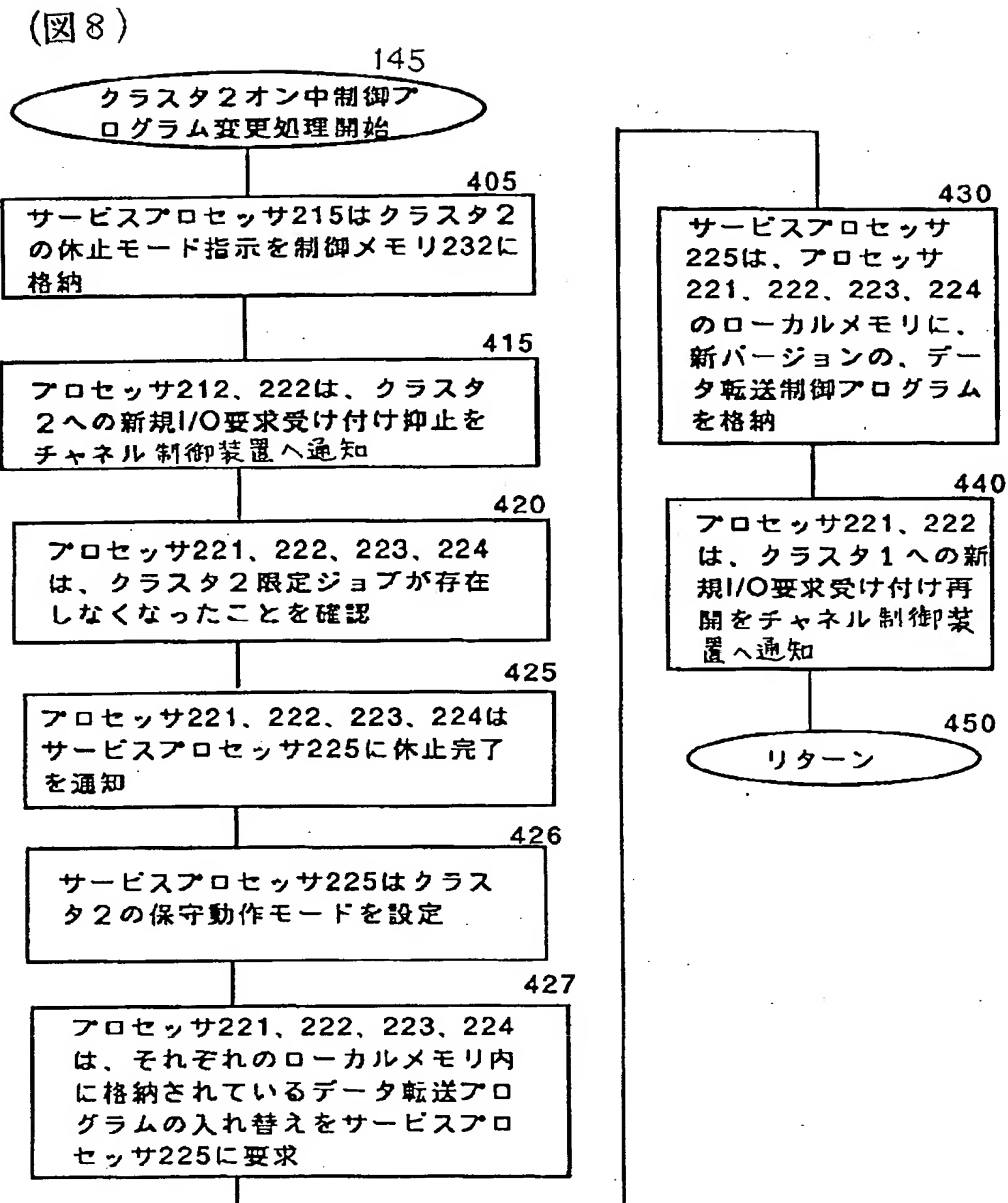 (図8)
145
クラスタ2オン中制御プ
ログラム変更処理開始
405
サービスプロセッサ215はクラスタ2
の休止モード指示を制御メモリ232に
格納
415
プロセッサ212、222は、クラスタ
2への新規I/O要求受け付け抑止を
チャネル制御装置へ通知
420
プロセッサ221、222、223、224
は、クラスタ2限定ジョブが存在
しなくなったことを確認
425
プロセッサ221、222、223、224は
サービスプロセッサ225に休止完了
を通知
426
サービスプロセッサ225はクラス
タ2の保守動作モードを設定
427
プロセッサ221、222、223、224
は、それぞれのローカルメモリ内
に格納されているデータ転送プロ
グラムの入れ替えをサービスプロ
セッサ225に要求
430
サービスプロセッサ
225は、プロセッサ
221、222、223、224
のローカルメモリに、
新バージョンの、デー
タ転送制御プログラム
を格納
440
プロセッサ221、222
は、クラスタ1への新
規I/O要求受け付け再
開をチャネル制御装
置へ通知
450
リターン